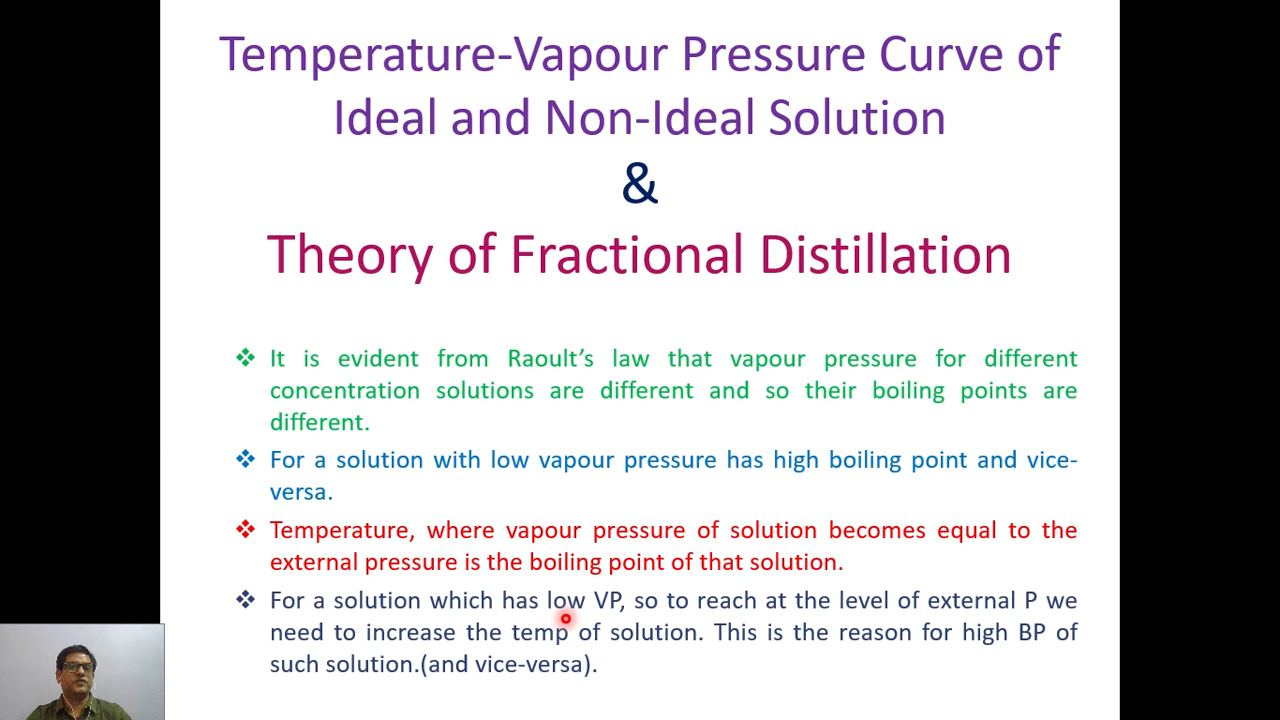 Temperature-Vapour Pressure Curve of
Ideal and Non-Ideal Solution
&
Theory of Fractional Distillation
❖ It is evident from Raoult's law that vapour pressure for different
concentration solutions are different and so their boiling points are
different.
❖ For a solution with low vapour pressure has high boiling point and vice-
versa.
❖ Temperature, where vapour pressure of solution becomes equal to the
external pressure is the boiling point of that solution.
❖ For a solution which has low VP, so to reach at the level of external P we
need to increase the temp of solution. This is the reason for high BP of
such solution.(and vice-versa).